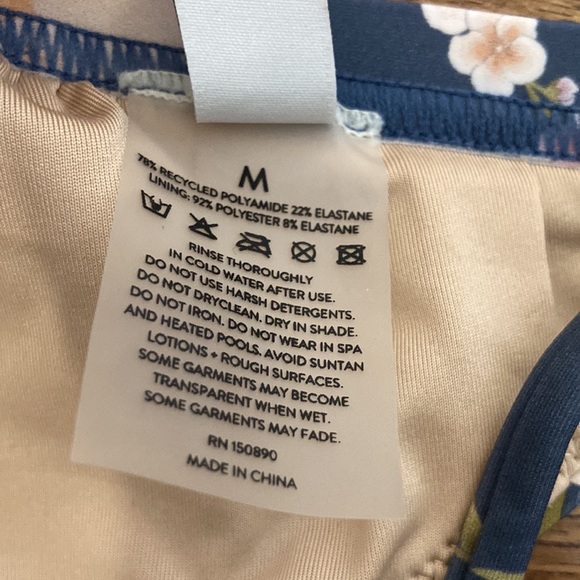 M
78% RECYCLED POLYAMIDE 22% ELASTANE
LINING: 92% POLYESTER 8% ELASTANE
RINSE THOROUGHLY
IN COLD WATER AFTER USE.
DO NOT USE HARSH DETERGENTS.
DO NOT DRYCLEAN. DRY IN SHADE.
DO NOT IRON. DO NOT WEAR IN SPA
AND HEATED POOLS. AVOID SUNTAN
LOTIONS + ROUGH SURFACES.
SOME GARMENTS MAY BECOME
TRANSPARENT WHEN WET.
SOME GARMENTS MAY FADE.
RN 150890
MADE IN CHINA